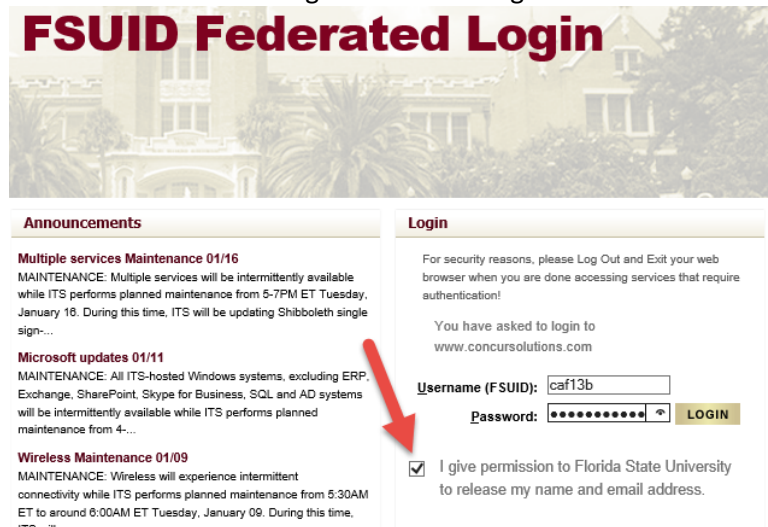 FSUID Federated Login
Announcements
Multiple services Maintenance 01/16
MAINTENANCE: Multiple services will be intermittently available
while ITS performs planned maintenance from 5-7PM ET Tuesday,
January 16. During this time, ITS will be updating Shibboleth single
sign-...
Microsoft updates 01/11
MAINTENANCE: All ITS-hosted Windows systems, excluding ERP,
Exchange, SharePoint, Skype for Business, SQL and AD systems
will be intermittently available while ITS performs planned
maintenance from 4-...
Wireless Maintenance 01/09
MAINTENANCE: Wireless will experience intermittent
connectivity while ITS performs planned maintenance from 5:30AM
ET to around 6:00AM ET Tuesday, January 09. During this time,
Login
For security reasons, please Log Out and Exit your web
browser when you are done accessing services that require
authentication!
You have asked to login to
www.concursolutions.com
Username (FSUID): caf13b
Password: ●●●●●●●●●●● LOGIN
I give permission to Florida State University
to release my name and email address.